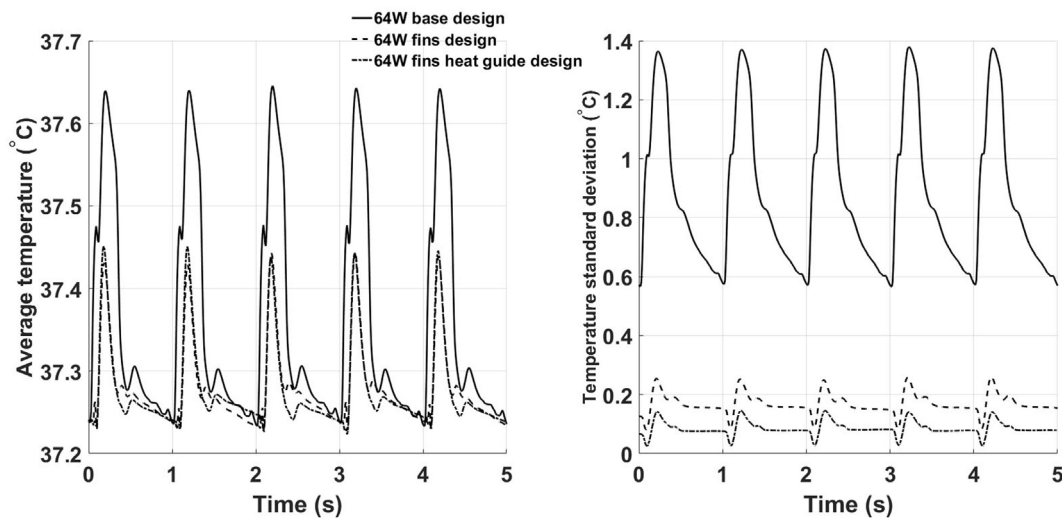 64W base design
64W fins design
64W fins heat guide design
Average temperature (°C)
37.7
37.6
37.5
37.4
37.3
37.2
0 1 2 3 4 5
Time (s)
Temperature standard deviation (°C)
1.4
1.2
1
0.8
0.6
0.4
0.2
0
0 1 2 3 4 5
Time (s)